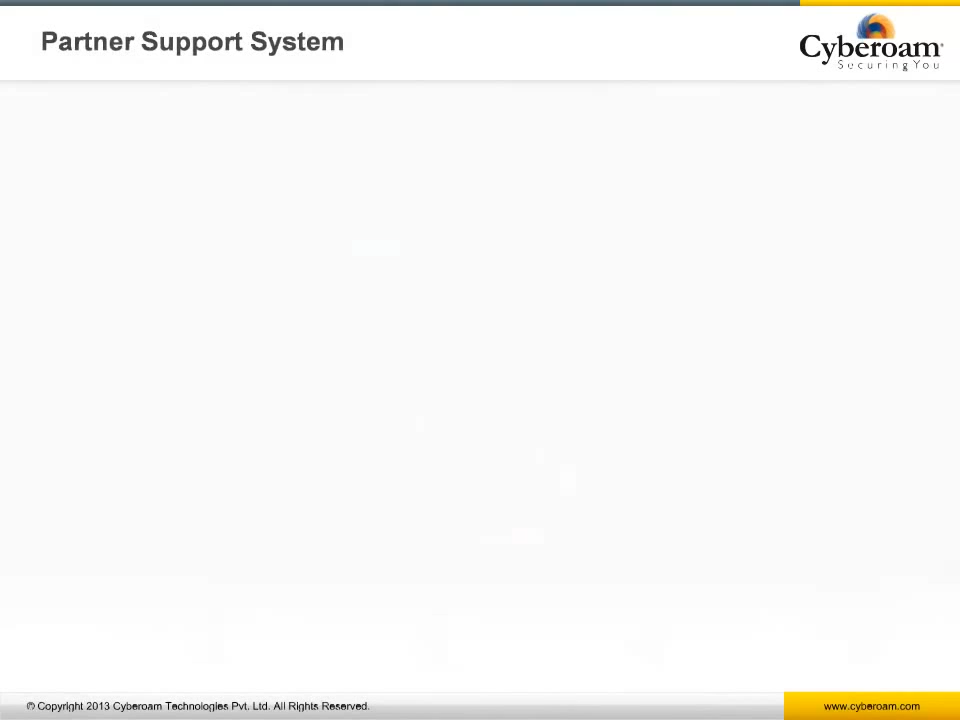 Partner Support System
Cyberoam
Securing You
© Copyright 2013 Cyberoam Technologies Pvt. Ltd. All Rights Reserved.
www.cyberoam.com